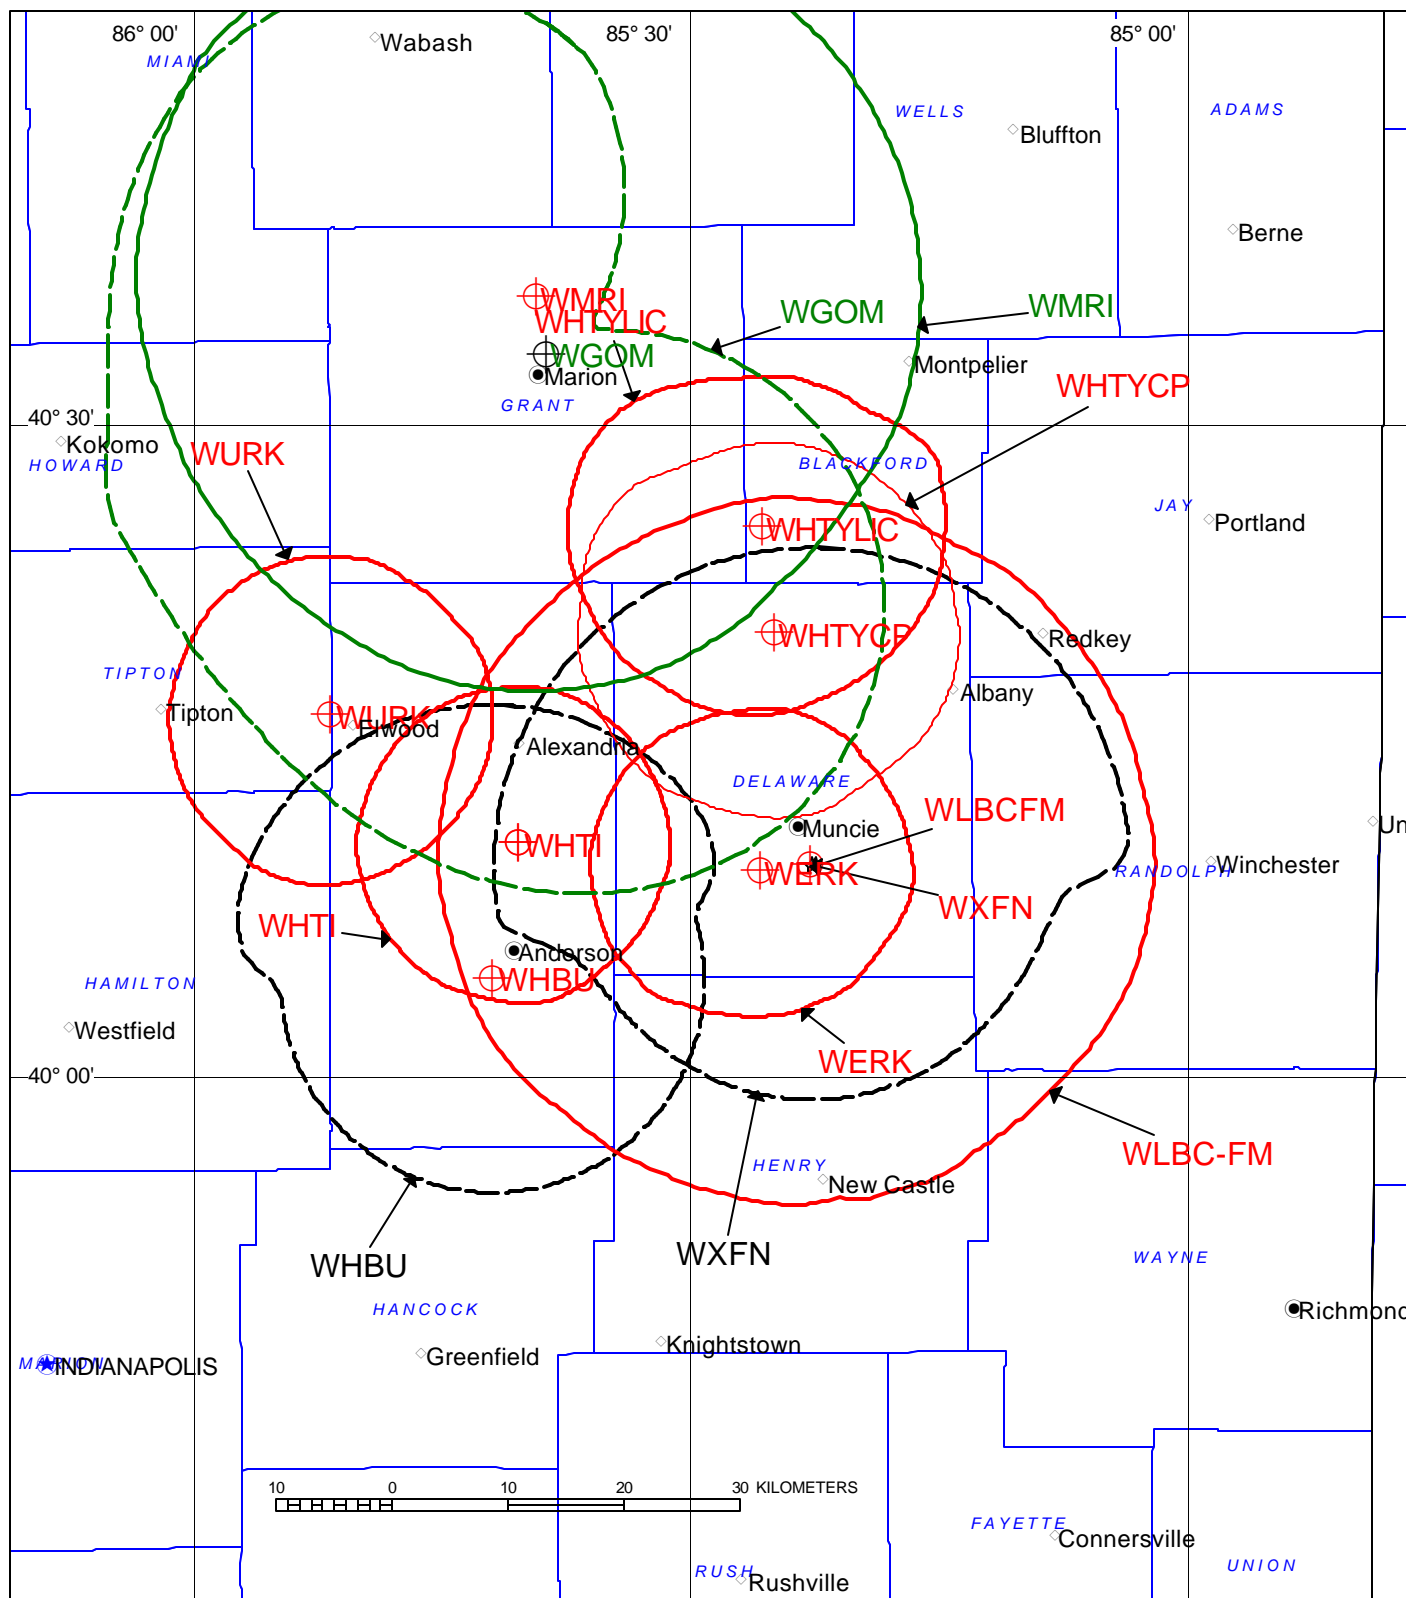 86° 00'
85° 30'
85° 00'
Wabash
MIAMI
WELLS
ADAMS
Bluffton
Berne
WMRI
WHTYLIC
WGOM
WMRI
WGOM
Marion
Montpelier
WHTYCP
GRANT
40° 30'
Kokomo
HOWARD
WURK
BLACKFORD
JAY
Portland
WHTYLIC
WHTYCP
Redkey
TIPTON
Tipton
WURK
Elwood
Albany
Alexandria
DELAWARE
WLBCFM
Muncie
Un
WHTI
WERK
RANDOLPH
Winchester
WHTI
WXFN
Anderson
WHBU
HAMILTON
Westfield
WERK
40° 00'
WLBC-FM
HENRY
New Castle
WHBU
WXFN
WAYNE
HANCOCK
Richmond
Knightstown
Greenfield
MARION
INDIANAPOLIS
10 0 10 20 30 KILOMETERS
FAYETTE
Connersville
RUSH
Rushville
UNION